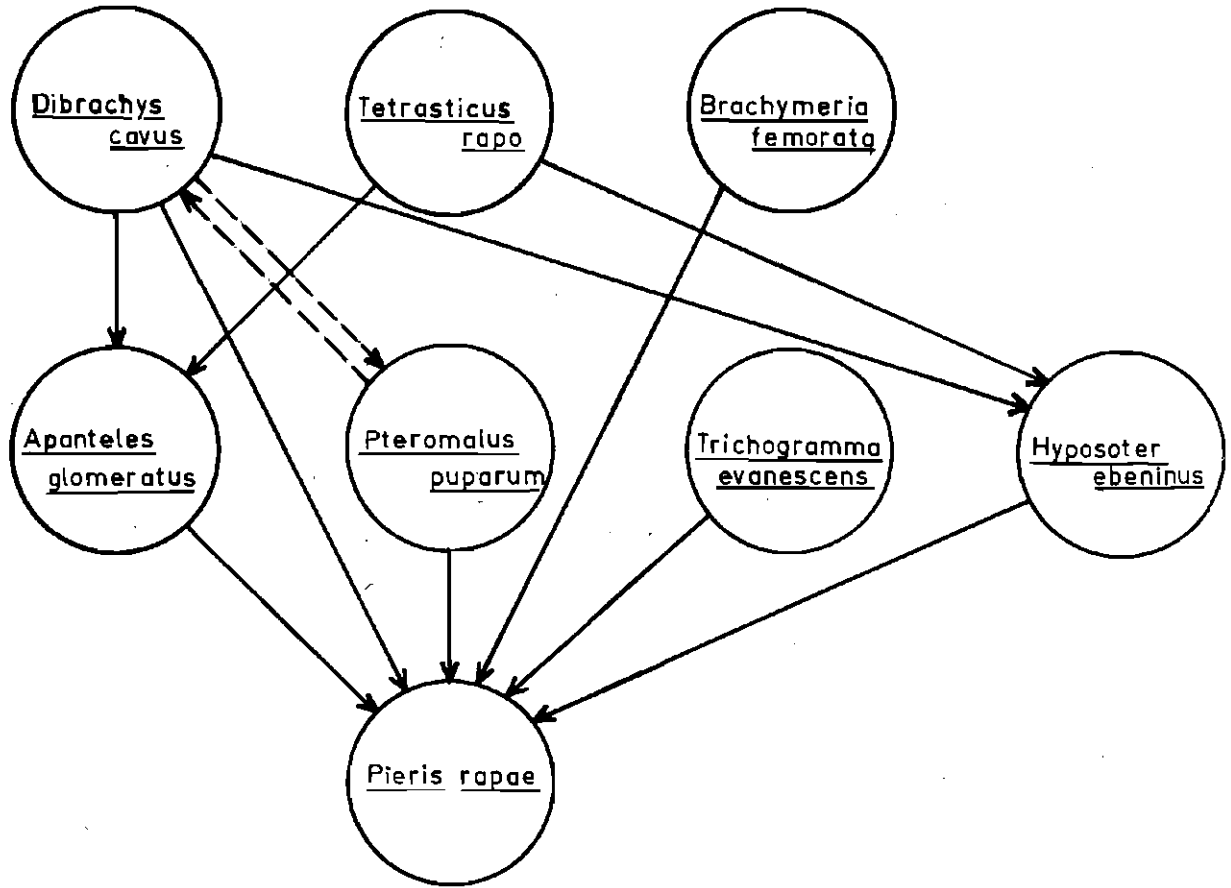 Dibrachys
cavus
Tetrasticus
rapo
Brachymeria
femorata
Apanteles
glomeratus
Pteromalus
puparum
Trichogramma
evanescens
Hyposoter
ebeninus
Pieris rapae